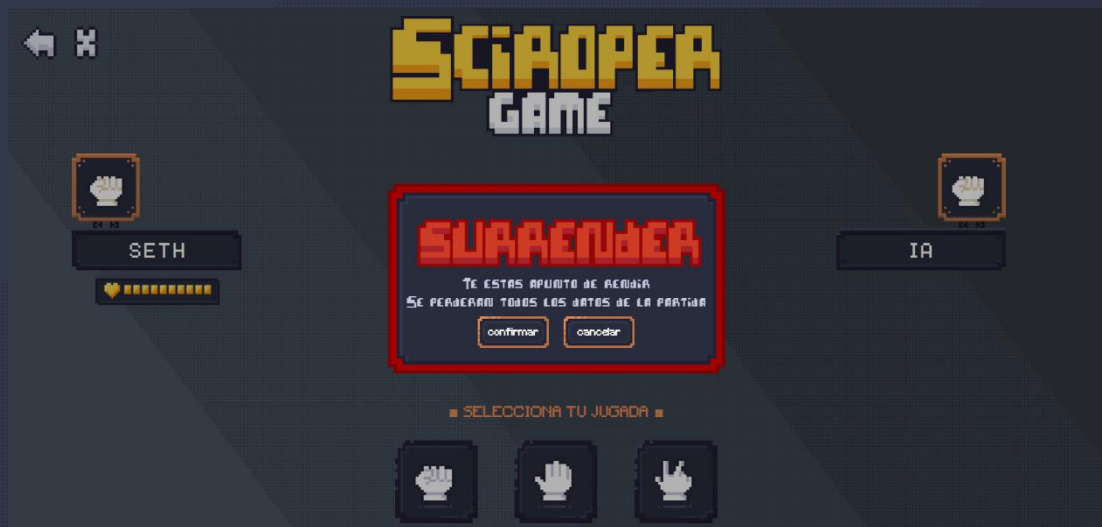 SCIROPER
GAME
SETH
IA
SURRENDER
TE ESTAS APUNTO DE RENDIR
SE PERDERAN TODOS LOS DATOS DE LA PARTIDA
confirmar
cancelar
SELECCIONA TU JUGADA